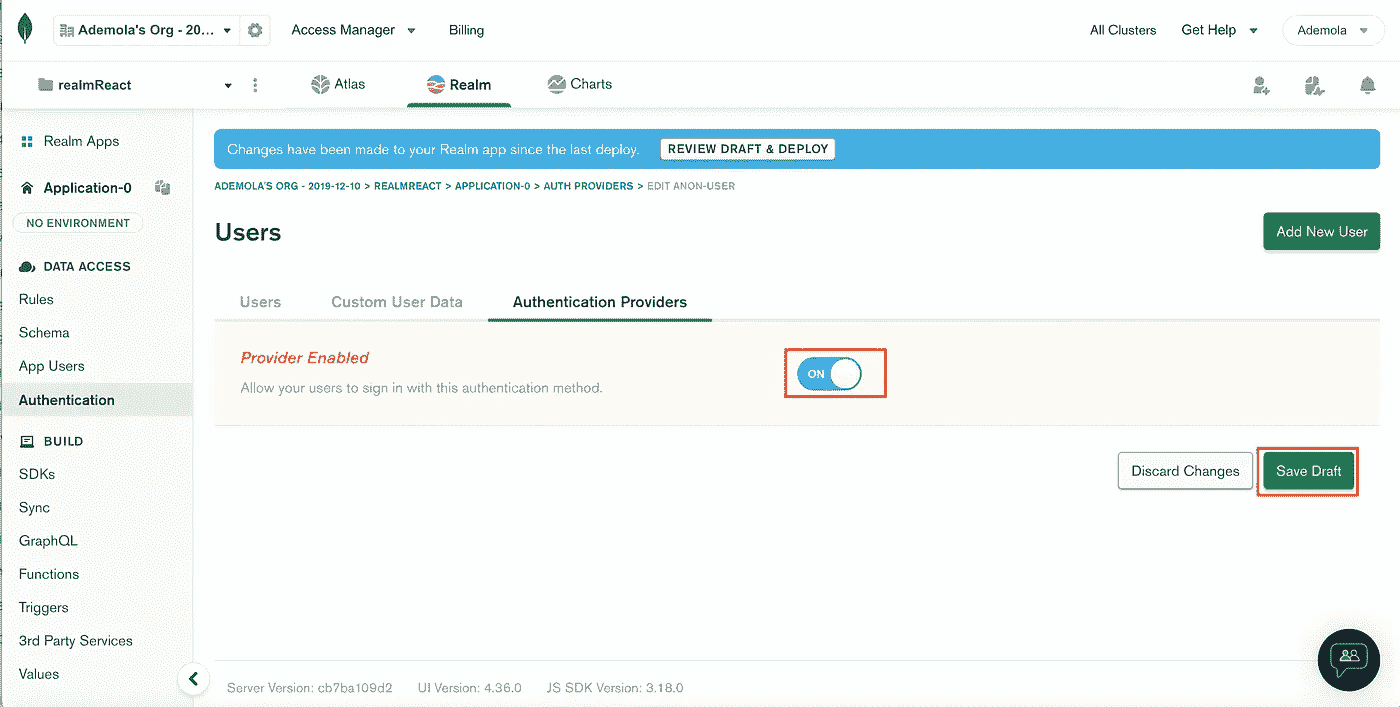 Ademola's Org - 20... Access Manager Billing All Clusters Get Help Ademola
realmReact Atlas Realm Charts
Realm Apps
Application-0
NO ENVIRONMENT
DATA ACCESS
Rules
Schema
App Users
Authentication
BUILD
SDKs
Sync
GraphQL
Functions
Triggers
3rd Party Services
Values
Changes have been made to your Realm app since the last deploy. REVIEW DRAFT & DEPLOY
ADEMOLA'S ORG - 2019-12-10 > REALMREACT > APPLICATION-0 > AUTH PROVIDERS > EDIT ANON-USER
Users
Add New User
Users Custom User Data Authentication Providers
Provider Enabled
ON
Allow your users to sign in with this authentication method.
Discard Changes Save Draft
Server Version: cb7ba109d2 UI Version: 4.36.0 JS SDK Version: 3.18.0